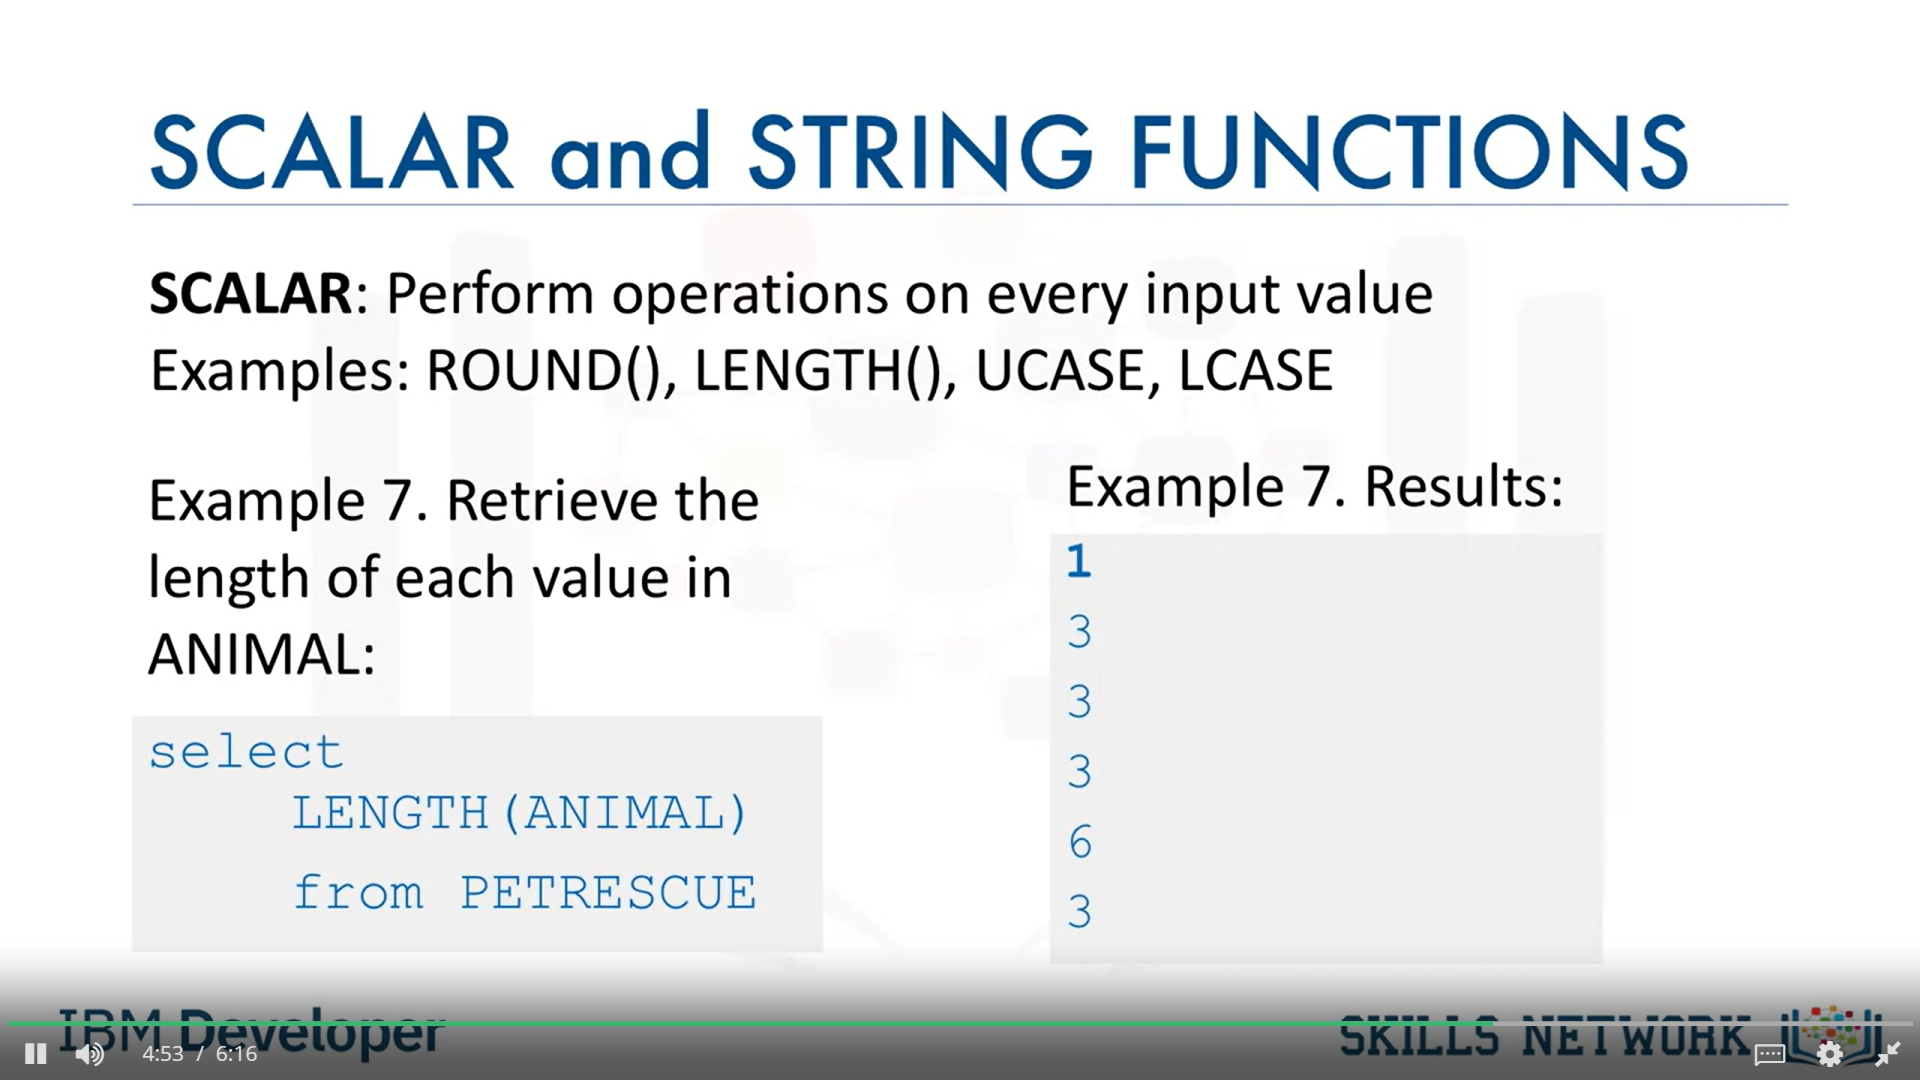 SCALAR and STRING FUNCTIONS
SCALAR: Perform operations on every input value
Examples: ROUND(), LENGTH(), UCASE, LCASE
Example 7. Retrieve the
length of each value in
ANIMAL:
select
LENGTH(ANIMAL)
from PETRESCUE
Example 7. Results:
1
3
3
3
6
3
IBM Developer
SKILLS NETWORK
4:53 / 6:16